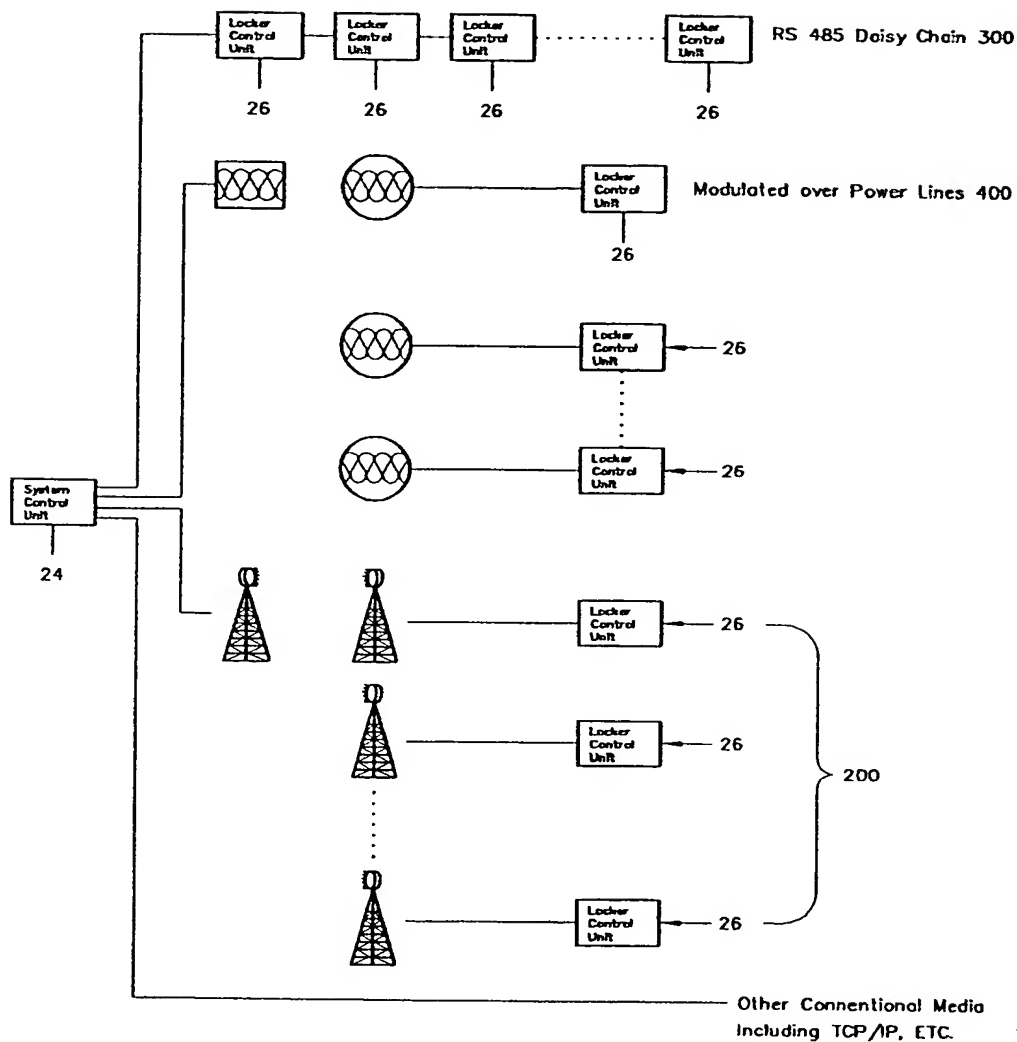 Locker
Control
Unit
Locker
Control
Unit
Locker
Control
Unit
Locker
Control
Unit
RS 485 Daisy Chain 300
26
26
26
26
Locker
Control
Unit
Modulated over Power Lines 400
26
Locker
Control
Unit
26
Locker
Control
Unit
26
System
Control
Unit
24
Locker
Control
Unit
26
Locker
Control
Unit
26
200
Locker
Control
Unit
26
Other Connentional Media
Including TCP/IP, ETC.